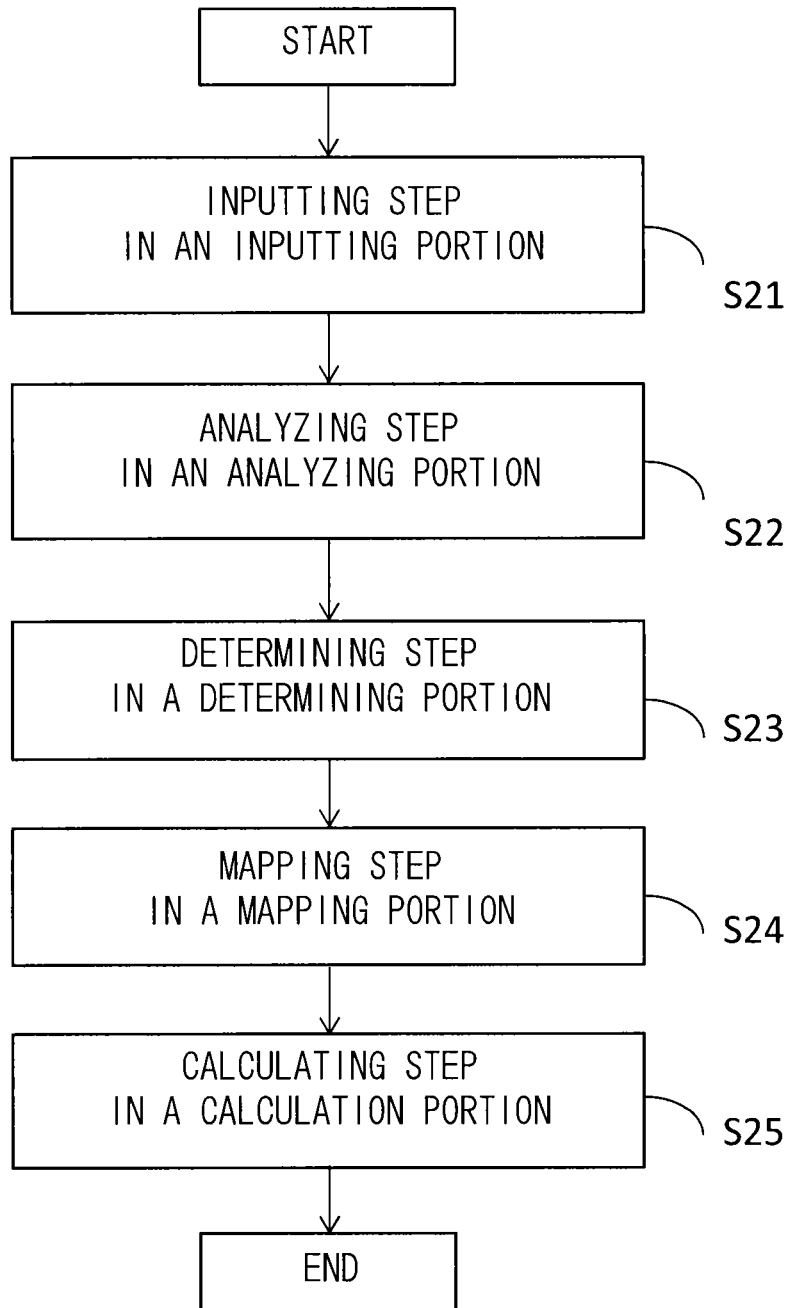 START
INPUTTING STEP
IN AN INPUTTING PORTION
S21
ANALYZING STEP
IN AN ANALYZING PORTION
S22
DETERMINING STEP
IN A DETERMINING PORTION
S23
MAPPING STEP
IN A MAPPING PORTION
S24
CALCULATING STEP
IN A CALCULATION PORTION
S25
END